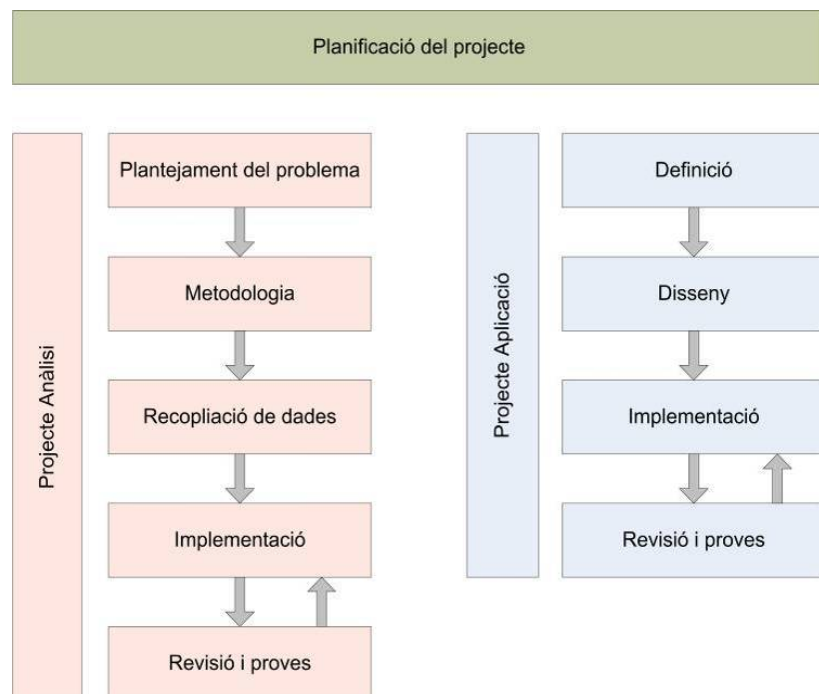 Planificació del projecte
Projecte Anàlisi
Plantejament del problema
Metodologia
Recopliació de dades
Implementació
Revisió i proves
Projecte Aplicació
Definició
Disseny
Implementació
Revisió i proves